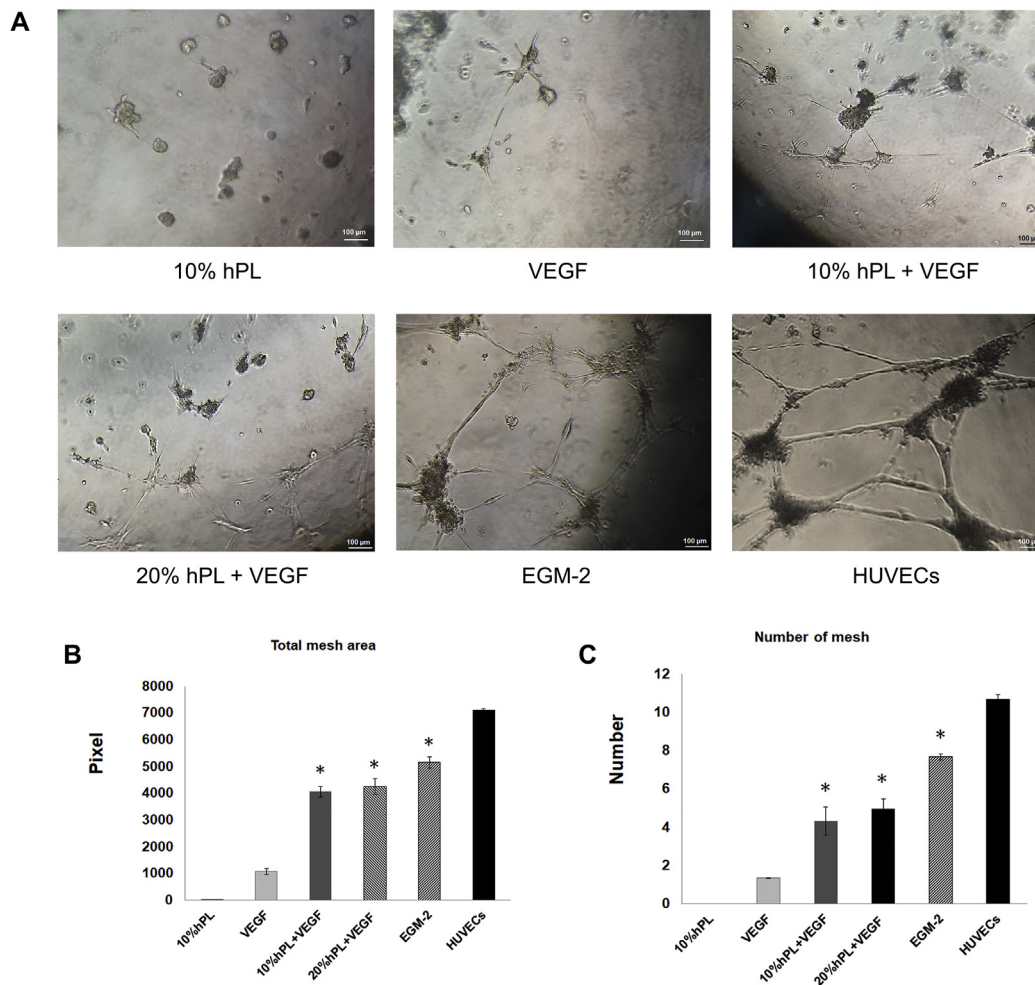 A
100 µm
100 µm
100 µm
10% hPL
VEGF
10% hPL + VEGF
100 µm
100 µm
100 µ
20% hPL + VEGF
EGM-2
HUVECs
B
Total mesh area
Pixel
8000
7000
6000
5000
4000
3000
2000
1000
0
*
*
*
10%hPL
VEGF
10%hPL+VEGF
20%hPL+VEGF
EGM-2
HUVECs
C
Number of mesh
Number
12
10
8
6
4
2
0
*
*
*
10%hPL
VEGF
10%hPL+VEGF
20%hPL+VEGF
EGM-2
HUVECs